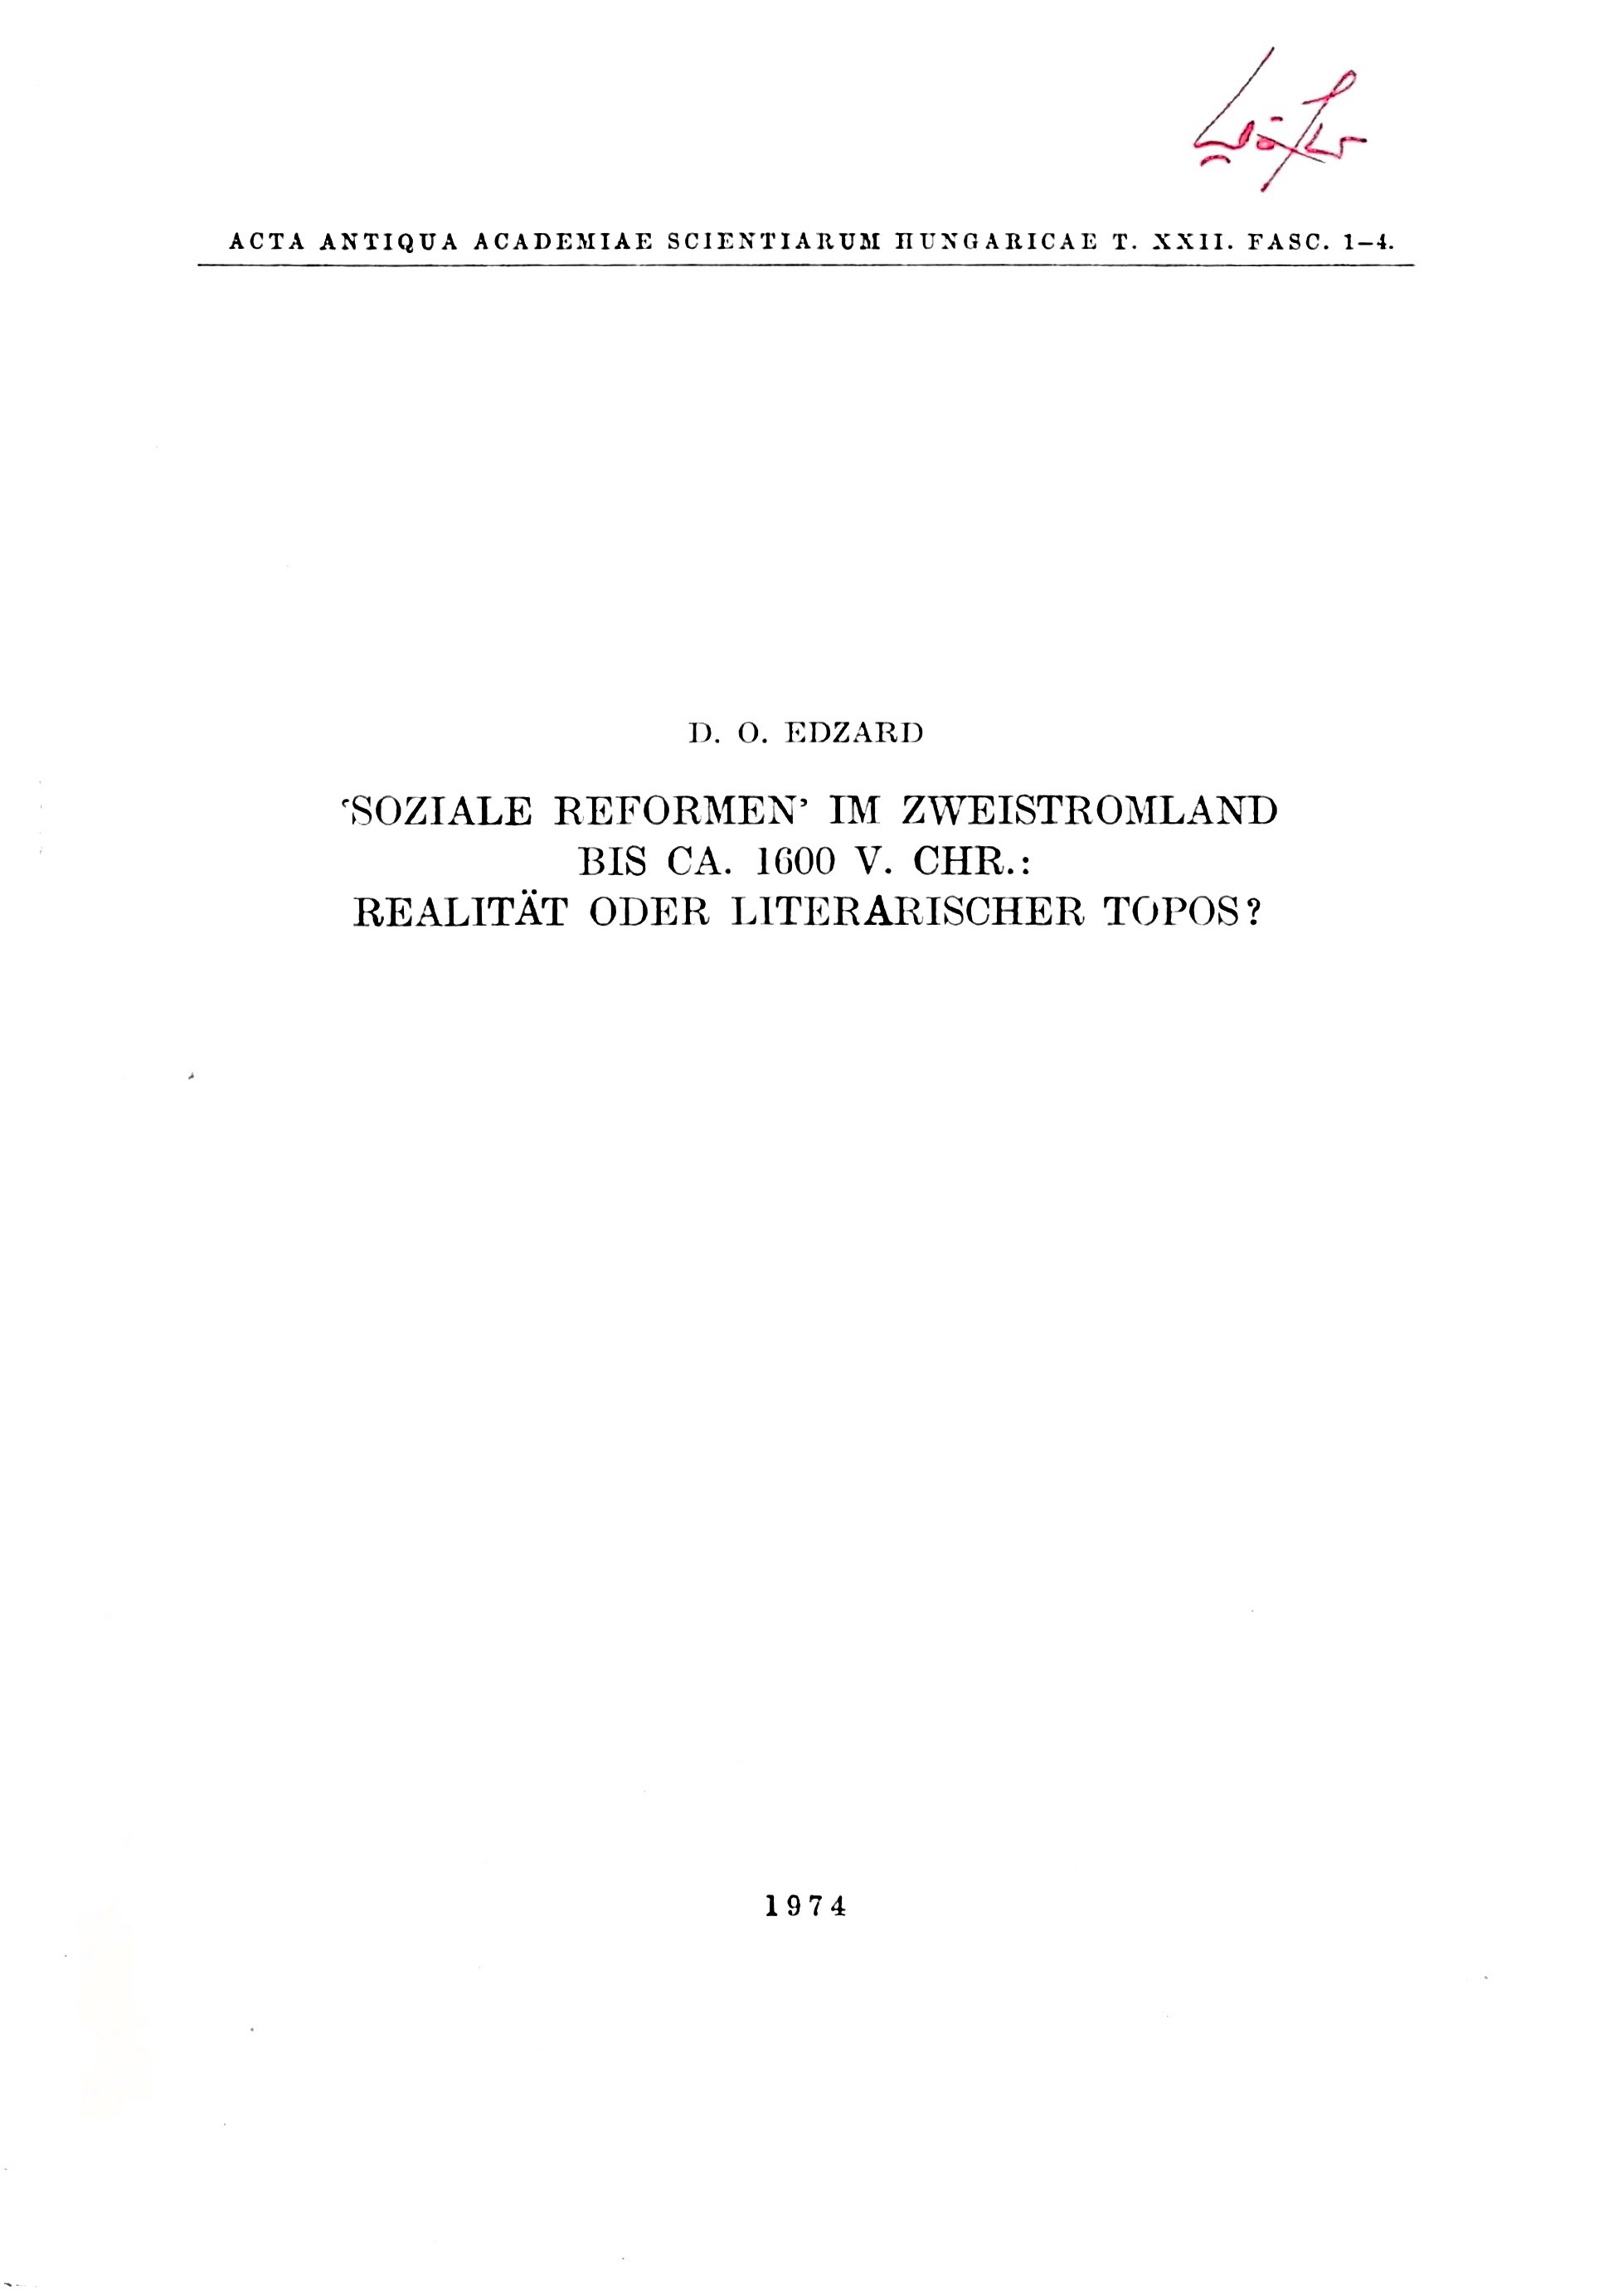 ACTA ANTIQUA ACADEMIAE SCIENTIARUM HUNGARICAE T. XXII. FASC. 1–4.
D. O. EDZARD
‘SOZIALE REFORMEN’ IM ZWEISTROMLAND
BIS CA. 1600 V. CHR.:
REALITÄT ODER LITERARISCHER TOPOS?
1974